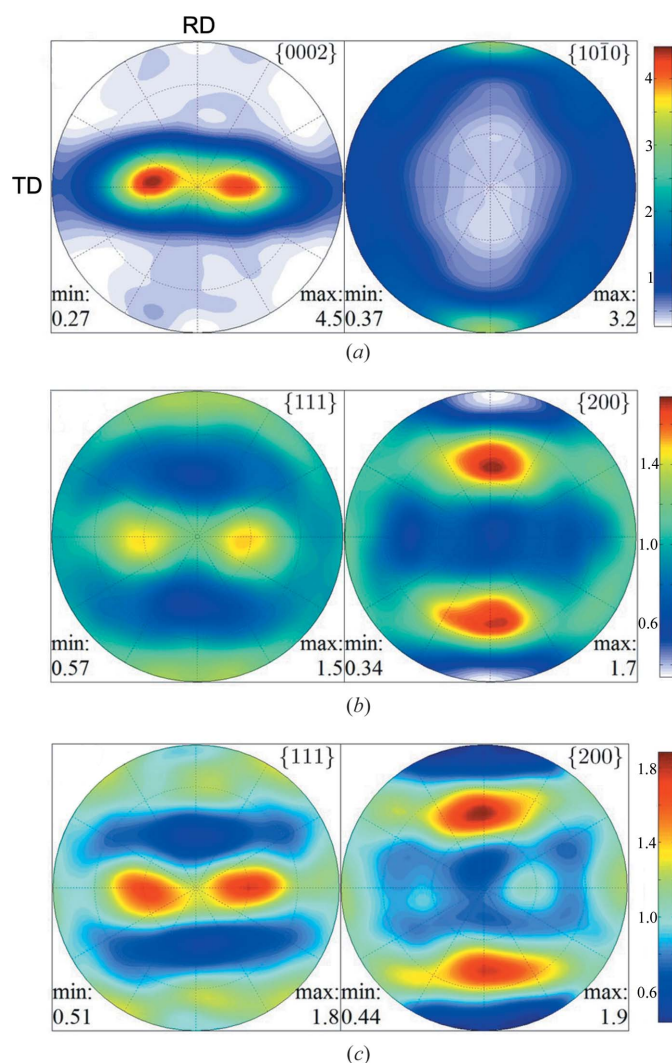 RD
{0002} {101̄0}
4
3
TD
2
1
min: max: min: max:
0.27 4.5 0.37 3.2
(a)
{111} {200}
1.4
1.0
0.6
min: max: min: max:
0.57 1.5 0.34 1.7
(b)
{111} {200}
1.8
1.4
1.0
0.6
min: max: min: max:
0.51 1.8 0.44 1.9
(c)